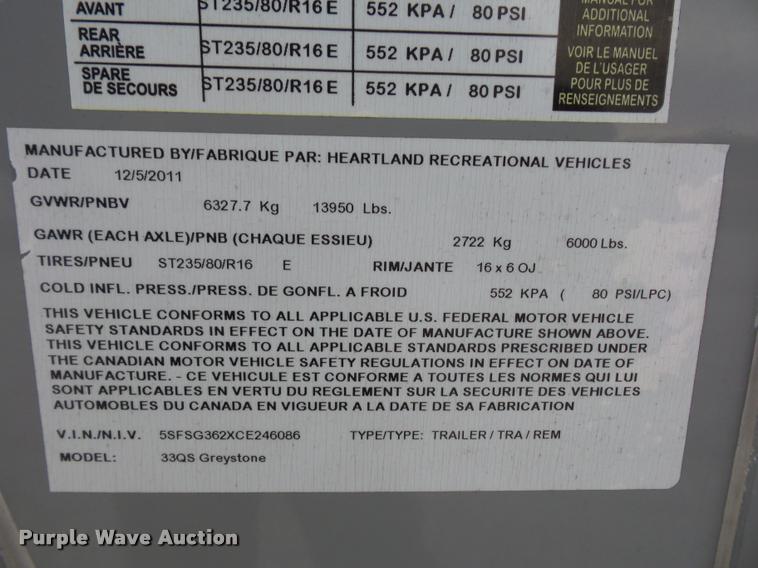 AVANT ST235/80/R16 E 552 KPA / 80 PSI
REAR
ARRIÈRE ST235/80/R16 E 552 KPA / 80 PSI
SPARE
DE SECOURS ST235/80/R16 E 552 KPA / 80 PSI
MANUAL FOR
ADDITIONAL
INFORMATION
VOIR LE MANUEL
DE L'USAGER
POUR PLUS DE
RENSEIGNEMENTS
MANUFACTURED BY/FABRIQUE PAR: HEARTLAND RECREATIONAL VEHICLES
DATE 12/5/2011
GVWR/PNBV 6327.7 Kg 13950 Lbs.
GAWR (EACH AXLE)/PNB (CHAQUE ESSIEU) 2722 Kg 6000 Lbs.
TIRES/PNEU ST235/80/R16 E RIM/JANTE 16 x 6 OJ
COLD INFL. PRESS./PRESS. DE GONFL. A FROID 552 KPA ( 80 PSI/LPC)
THIS VEHICLE CONFORMS TO ALL APPLICABLE U.S. FEDERAL MOTOR VEHICLE
SAFETY STANDARDS IN EFFECT ON THE DATE OF MANUFACTURE SHOWN ABOVE.
THIS VEHICLE CONFORMS TO ALL APPLICABLE STANDARDS PRESCRIBED UNDER
THE CANADIAN MOTOR VEHICLE SAFETY REGULATIONS IN EFFECT ON DATE OF
MANUFACTURE. - CE VEHICULE EST CONFORME A TOUTES LES NORMES QUI LUI
SONT APPLICABLES EN VERTU DU REGLEMENT SUR LA SECURITE DES VEHICLES
AUTOMOBILES DU CANADA EN VIGUEUR A LA DATE DE SA FABRICATION
V.I.N./N.I.V. 5SFSG362XCE246086 TYPE/TYPE: TRAILER / TRA / REM
MODEL: 33QS Greystone
Purple Wave Auction